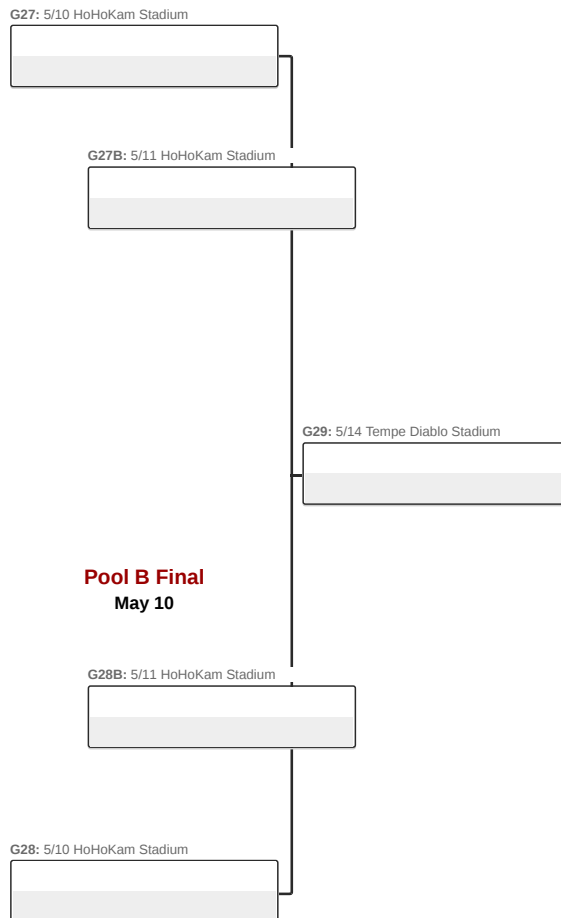 G27: 5/10 HoHoKam Stadium
G27B: 5/11 HoHoKam Stadium
G29: 5/14 Tempe Diablo Stadium
Pool B Final
May 10
G28B: 5/11 HoHoKam Stadium
G28: 5/10 HoHoKam Stadium